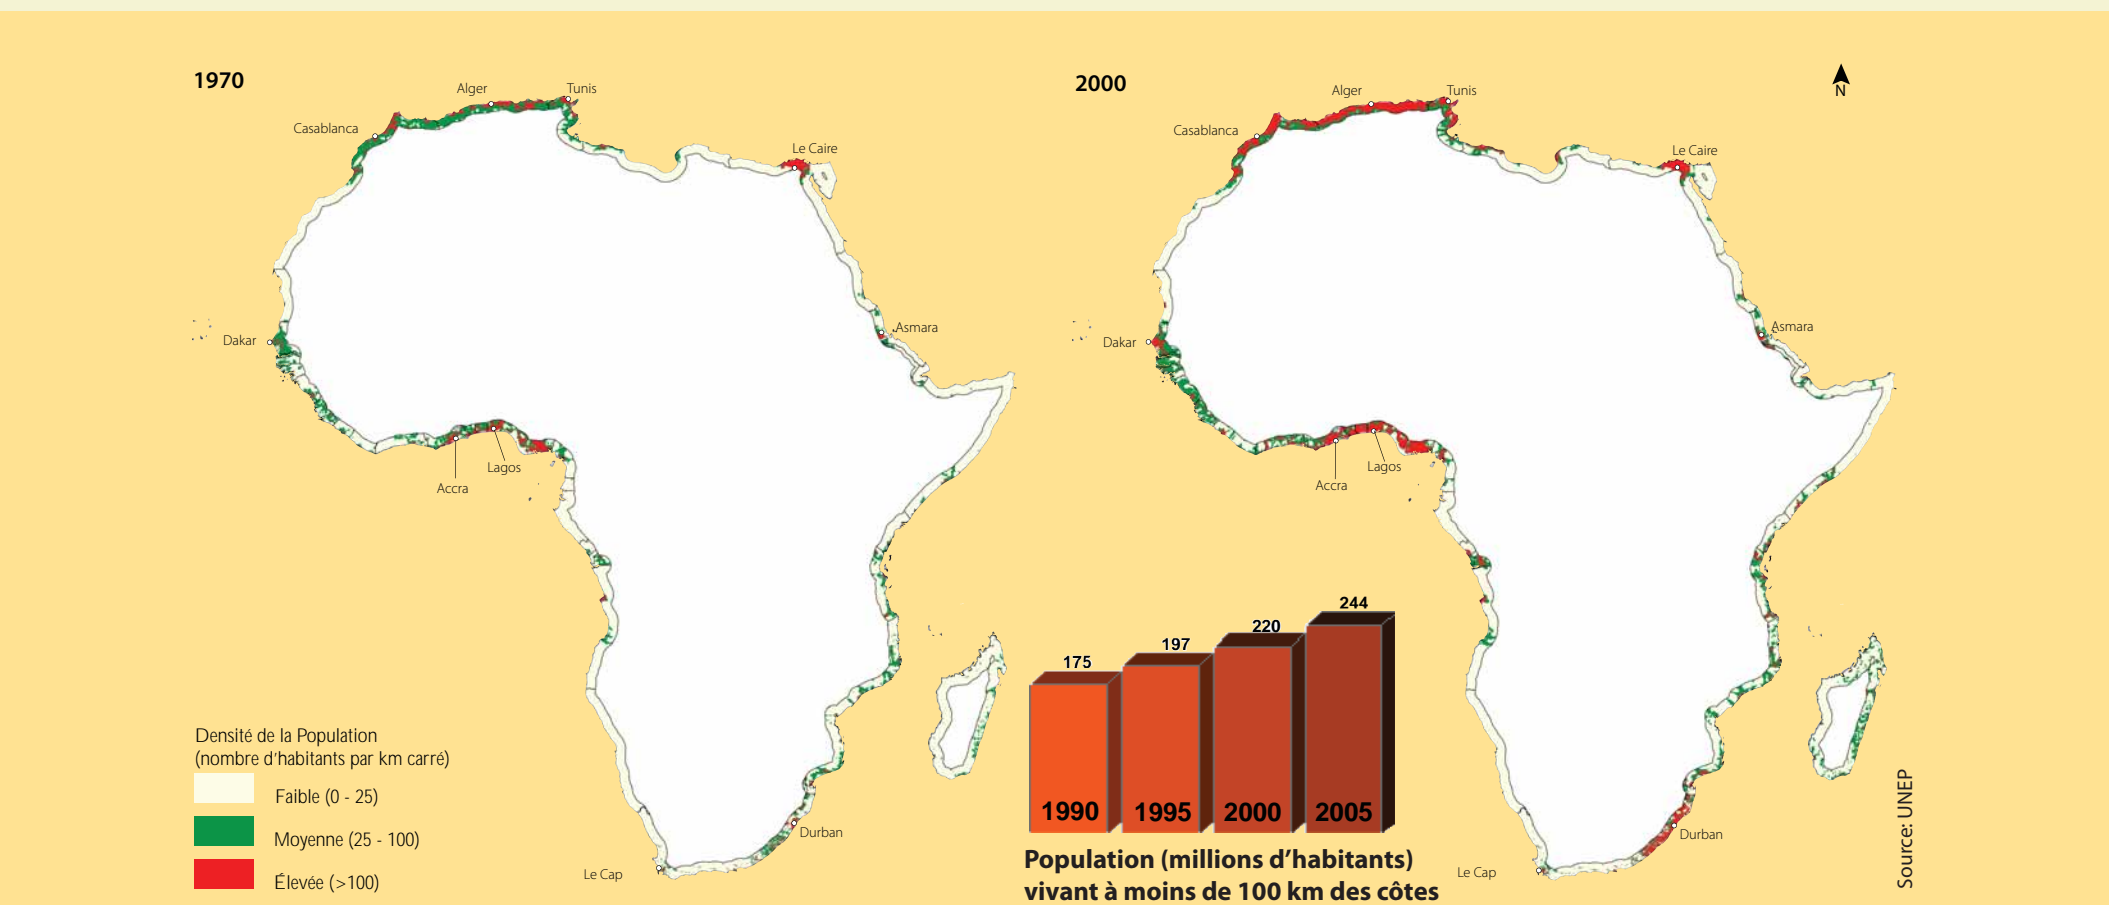 1970
Alger
Tunis
Casablanca
Le Caire
Dakar
Asmara
Lagos
Accra
Durban
Le Cap
Densité de la Population
(nombre d'habitants par km carré)
Faible (0 - 25)
Moyenne (25 - 100)
Élevée (>100)
2000
N
Alger
Tunis
Casablanca
Le Caire
Dakar
Asmara
Lagos
Accra
Durban
Le Cap
175
197
220
244
1990
1995
2000
2005
Population (millions d’habitants)
vivant à moins de 100 km des côtes
Source: UNEP